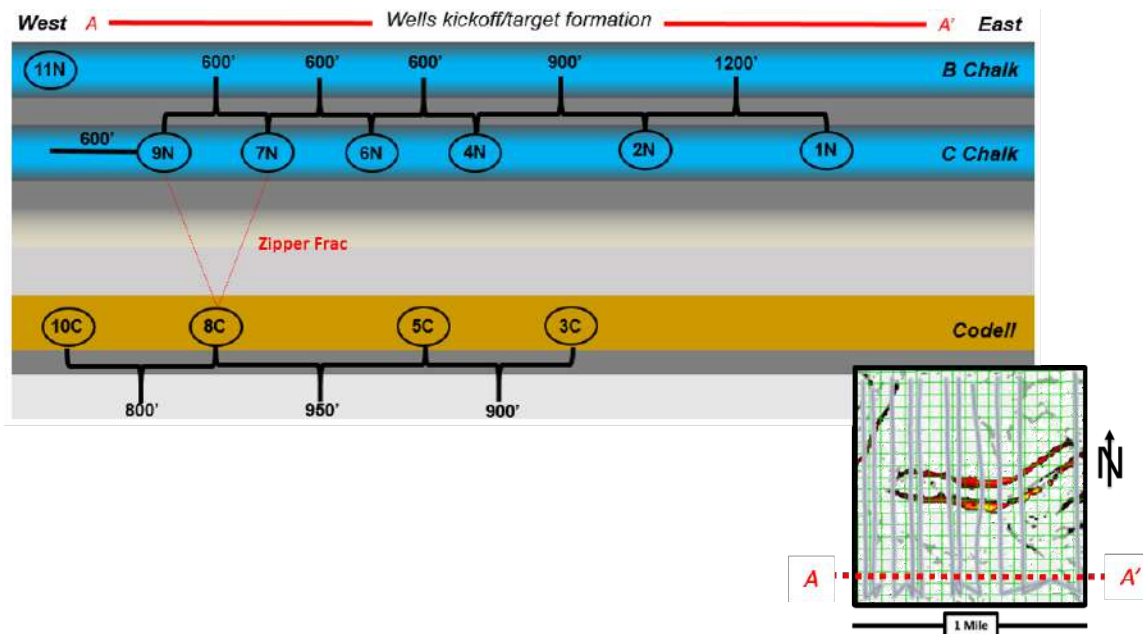 West A Wells kickoff/target formation A' East
11N 600' 600' 600' 900' 1200' B Chalk
600' 9N 7N 6N 4N 2N 1N C Chalk
Zipper Frac
10C 8C 5C 3C Codell
800' 950' 900'
N
A A'
1 Mile